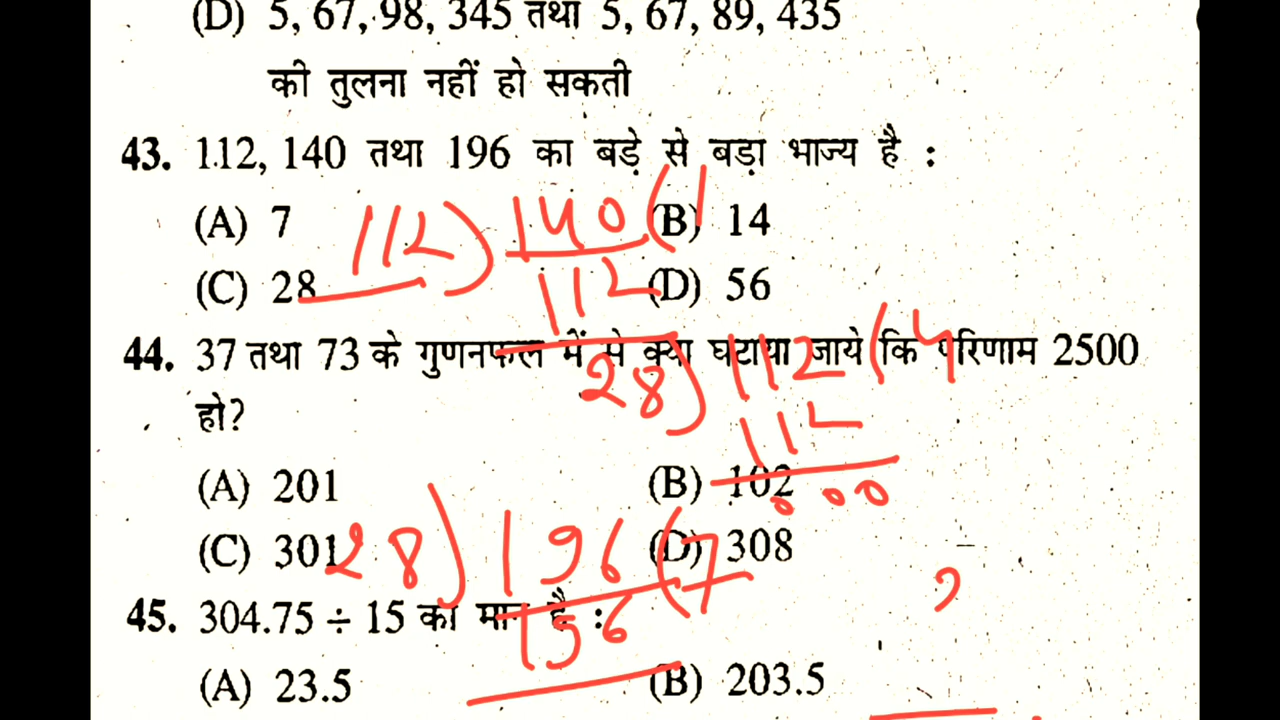 (D) 5, 67, 98, 345 तथा 5, 67, 89, 435
की तुलना नहीं हो सकती
43. 112, 140 तथा 196 का बड़े से बड़ा भाज्य है :
(A) 7 (B) 14
(C) 28 (D) 56
112) 140 (1
112
28) 112 (4
112
000
28) 196 (7
156
44. 37 तथा 73 के गुणनफल में से क्या घटाया जाये कि परिणाम 2500
हो?
(A) 201 (B) 102
(C) 301 (D) 308
45. 304.75 ÷ 15 का मान है :
(A) 23.5 (B) 203.5